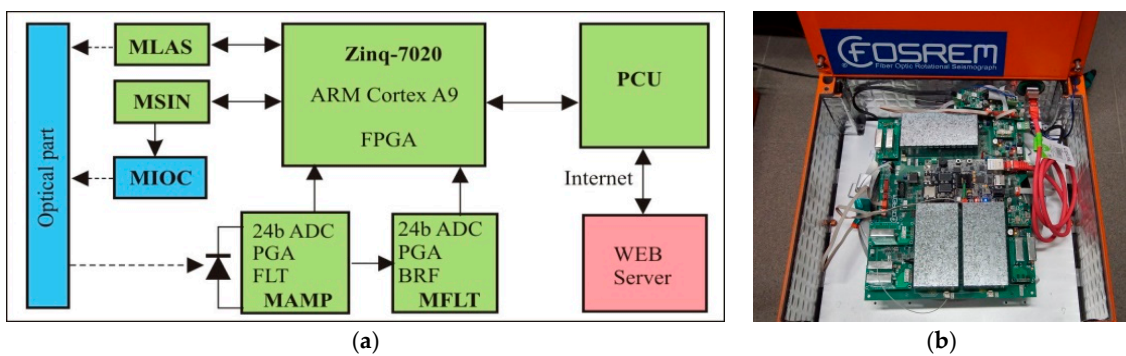 Optical part
MLAS
MSIN
MIOC
Zinq-7020
ARM Cortex A9
FPGA
PCU
Internet
WEB
Server
24b ADC
PGA
FLT
MAMP
24b ADC
PGA
BRF
MFLT
FOSREM
®
Fiber Optic Rotational Seismograph
(a)
(b)